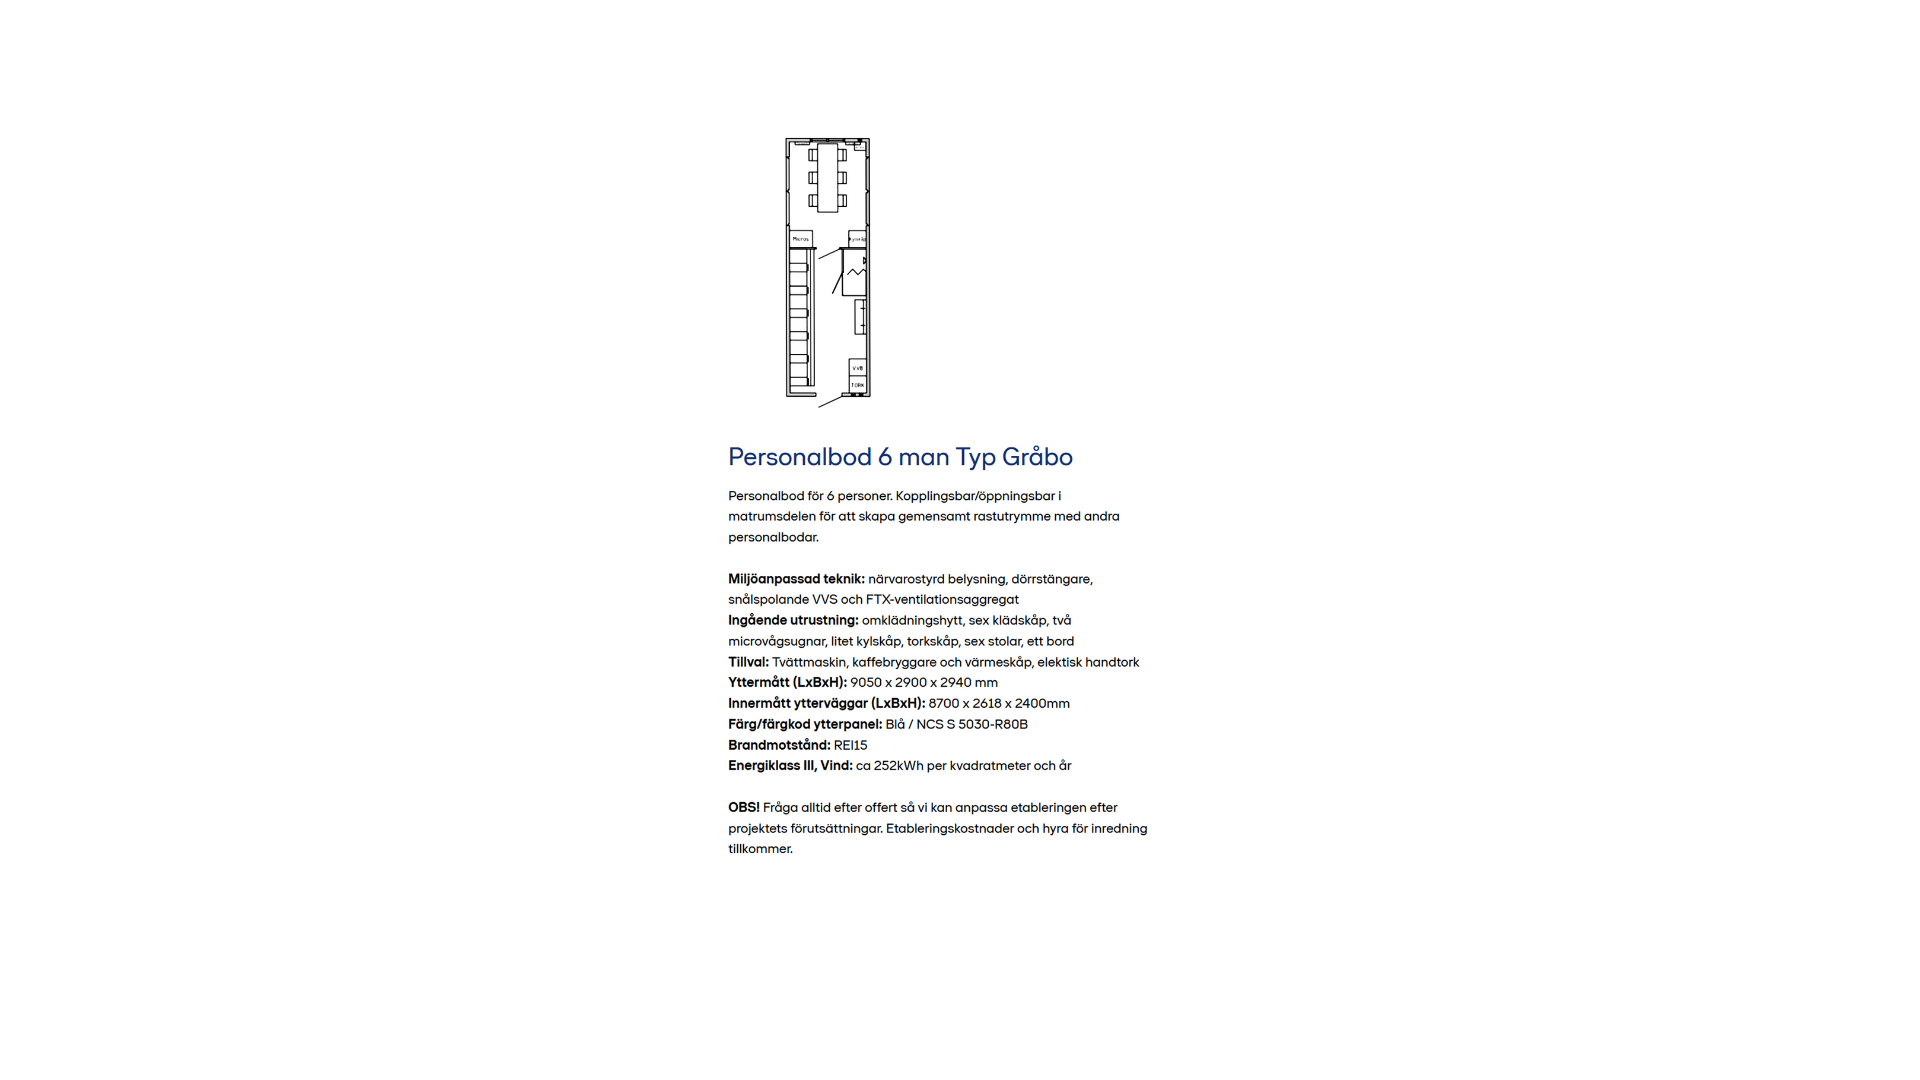 Micros
V VB
TORK
Personalbod 6 man Typ Gråbo
Personalbod för 6 personer. Kopplingsbar/öppningsbar i
matrumsdelen för att skapa gemensamt rastutrymme med andra
personalbodar.
Miljöanpassad teknik: närvarostyrd belysning, dörrstängare,
snålspolande VVS och FTX-ventilationsaggregat
Ingående utrustning: omklädningshytt, sex klädskåp, två
microvågsugnar, litet kylskåp, torkskåp, sex stolar, ett bord
Tillval: Tvättmaskin, kaffebryggare och värmeskåp, elektisk handtork
Yttermått (LxBxH): 9050 x 2900 x 2940 mm
Innermått ytterväggar (LxBxH): 8700 x 2618 x 2400mm
Färg/färgkod ytterpanel: Blå / NCS S 5030-R80B
Brandmotstånd: REI15
Energiklass III, Vind: ca 252kWh per kvadratmeter och år
OBS! Fråga alltid efter offert så vi kan anpassa etableringen efter
projektets förutsättningar. Etableringskostnader och hyra för inredning
tillkommer.